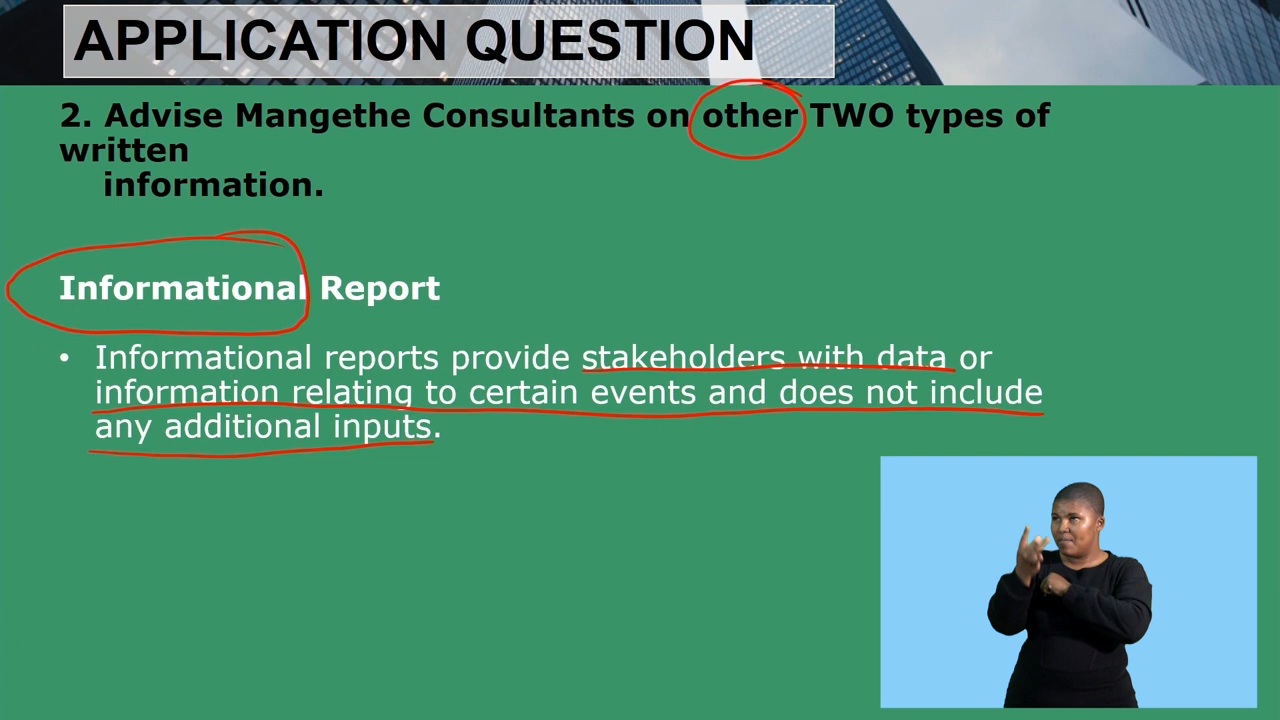 APPLICATION QUESTION
2. Advise Mangethe Consultants on other TWO types of
written
information.
Informational Report
• Informational reports provide stakeholders with data or
information relating to certain events and does not include
any additional inputs.